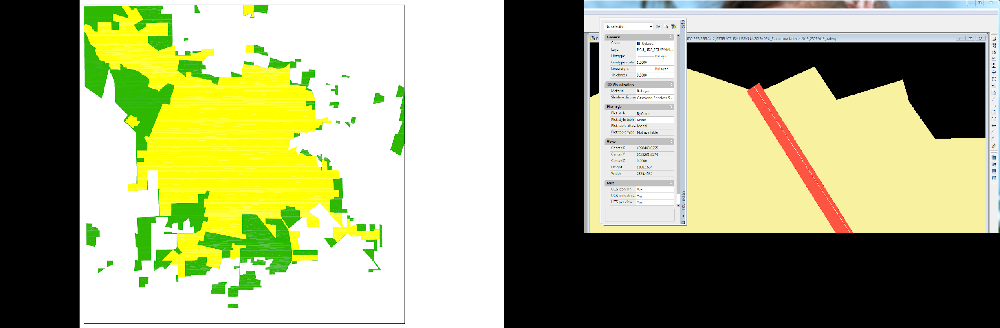 TO PERIFERIA\12_ESTRUCTURA URBANA 2019\DPU_Estructura Urbana 2019_23072019_a.dwg
No selection
General
Color ByLayer
Layer PCU_UDS_EQUIPAMI...
Linetype ByLayer
Linetype scale 1.0000
Lineweight ByLayer
Thickness 0.0000
3D Visualization
Material ByLayer
Shadow display Casts and Receives S...
Plot style
Plot style ByColor
Plot style table None
Plot table atta... Model
Plot table type Not available
View
Center X 4390443.8255
Center Y 6528231.9574
Center Z 0.0000
Height 1188.1604
Width 2835.4532
Misc
UCS icon On Yes
UCS icon at o... Yes
UCS per view... Yes
PROPERTIES